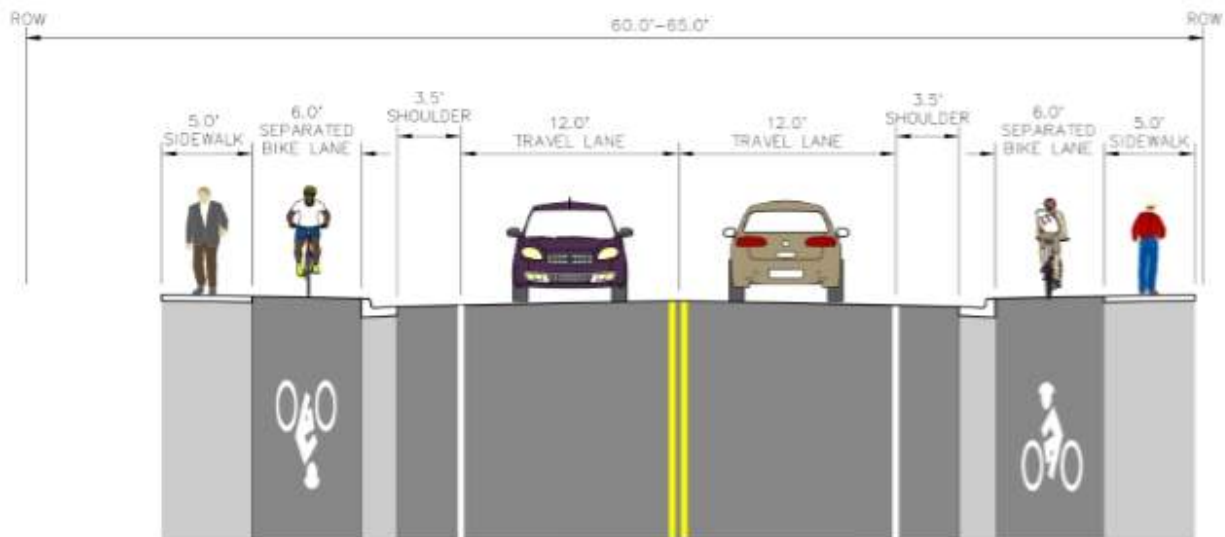 ROW
60.0'-65.0'
ROW
5.0'
SIDEWALK
6.0'
SEPARATED
BIKE LANE
3.5'
SHOULDER
12.0'
TRAVEL LANE
12.0'
TRAVEL LANE
3.5'
SHOULDER
6.0'
SEPARATED
BIKE LANE
5.0'
SIDEWALK